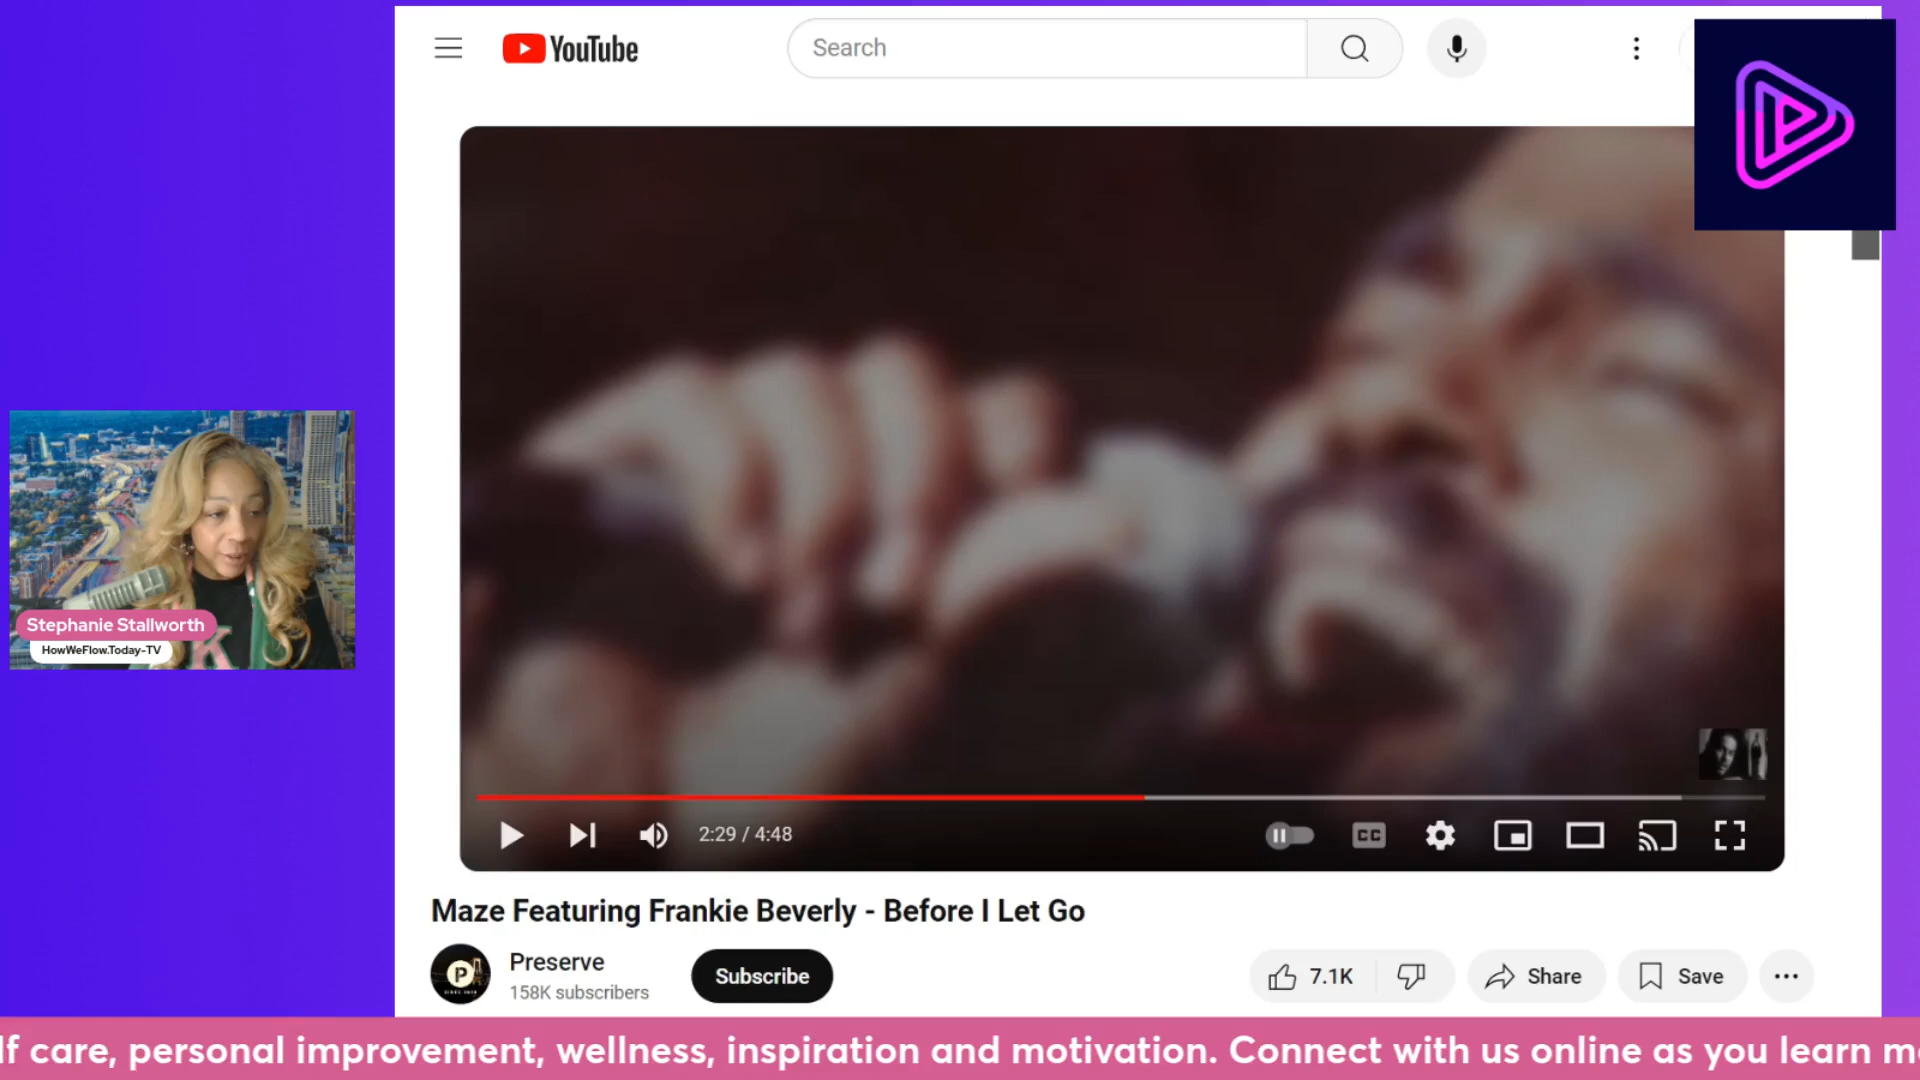 YouTube
Search
2:29 / 4:48
CC
Maze Featuring Frankie Beverly - Before I Let Go
Preserve
158K subscribers
Subscribe
7.1K
Share
Save
Stephanie Stallworth
HowWeFlow.Today-TV
K
P
lf care, personal improvement, wellness, inspiration and motivation. Connect with us online as you learn m